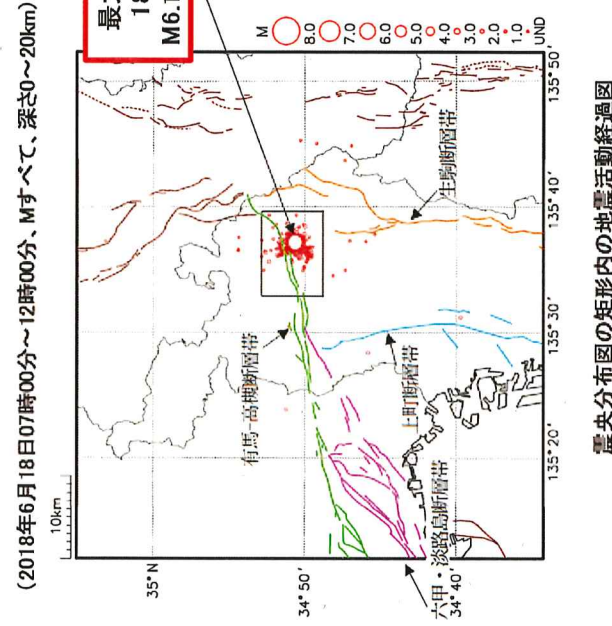 (2018年6月18日07時00分～12時00分、Mすべて、深さ0～20km)
10km
35° N
34° 50'
34° 40'
有馬-高槻断層帯
上町断層帯
六甲・淡路島断層帯
生駒断層帯
135° 20'
135° 30'
135° 40'
135° 50'
M
8.0
7.0
6.0
5.0
4.0
3.0
2.0
1.0
UND
震央分布図の矩形内の地震活動経過図